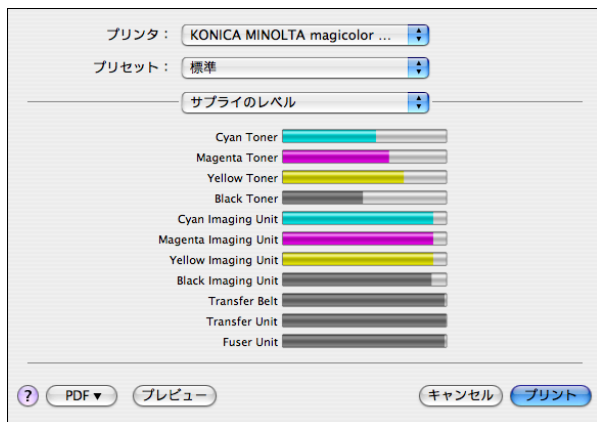 プリンタ： KONICA MINOLTA magicolor ...
プリセット： 標準
サプライのレベル
Cyan Toner
Magenta Toner
Yellow Toner
Black Toner
Cyan Imaging Unit
Magenta Imaging Unit
Yellow Imaging Unit
Black Imaging Unit
Transfer Belt
Transfer Unit
Fuser Unit
? PDF▼ プレビュー キャンセル プリント